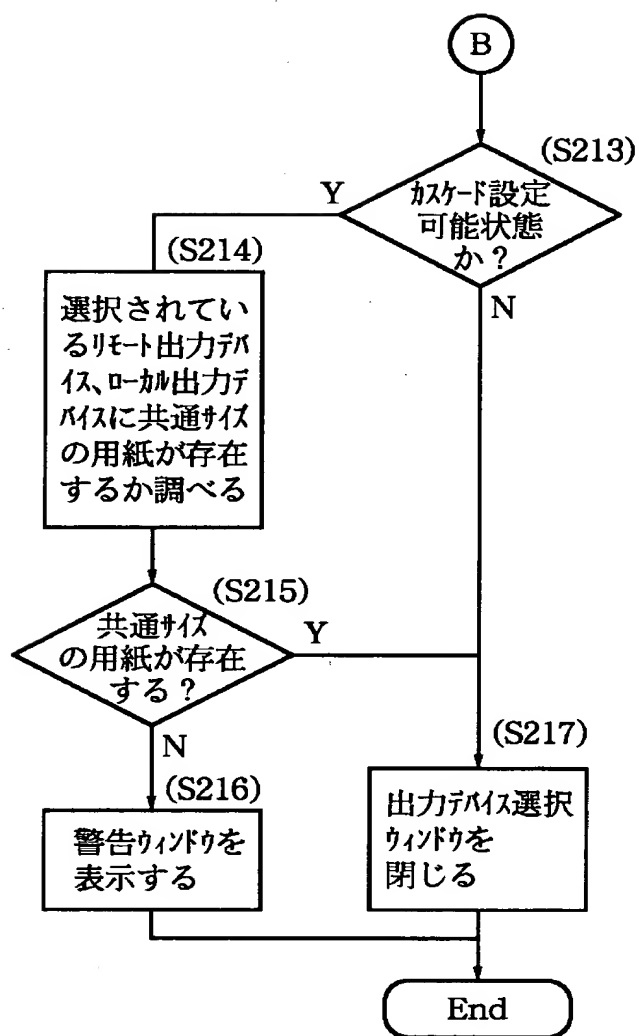 B
(S213)
ｶｽｹｰﾄﾞ設定
可能状態
か？
Y
N
(S214)
選択されてい
るﾘﾓｰﾄ出力ﾃﾞﾊﾞ
ｲｽ、ﾛｰｶﾙ出力ﾃﾞ
ﾊﾞｲｽに共通ｻｲｽﾞ
の用紙が存在
するか調べる
(S215)
共通ｻｲｽﾞ
の用紙が存在
する？
Y
N
(S216)
警告ｳｨﾝﾄﾞｳを
表示する
(S217)
出力ﾃﾞﾊﾞｲｽ選択
ｳｨﾝﾄﾞｳを
閉じる
End